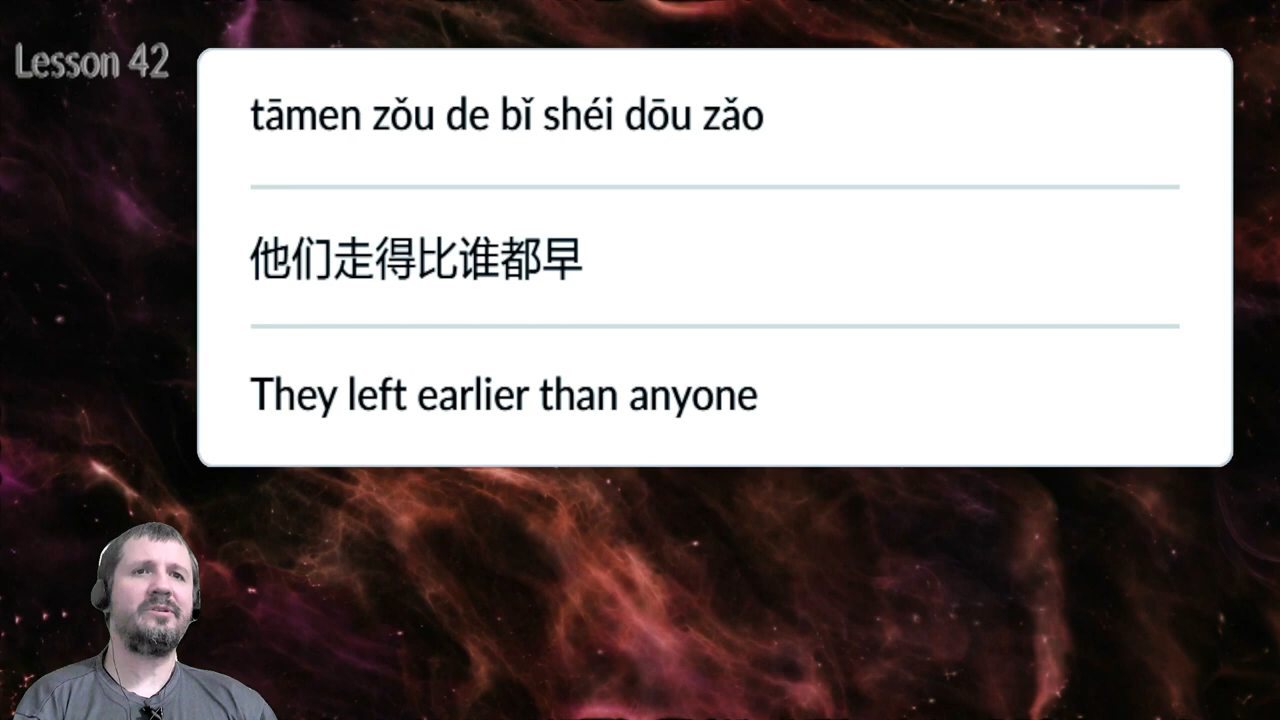 Lesson 42
tāmen zǒu de bǐ shéi dōu zǎo
他们走得比谁都早
They left earlier than anyone